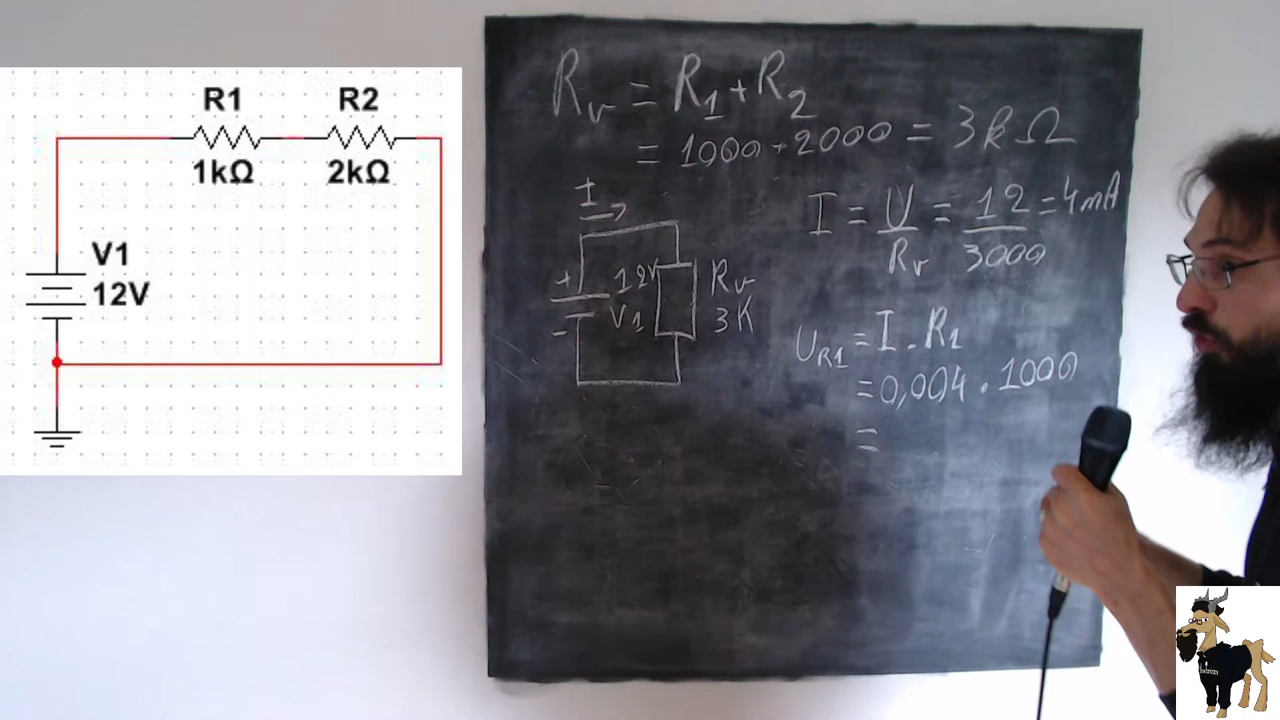 R1 R2
1kΩ 2kΩ
V1
12V
Rv = R1 + R2
= 1000 + 2000 = 3kΩ
I
+ 12V Rv
- V1 3K
I = U/Rv = 12/3000 = 4mA
UR1 = I . R1
= 0,004 . 1000
=